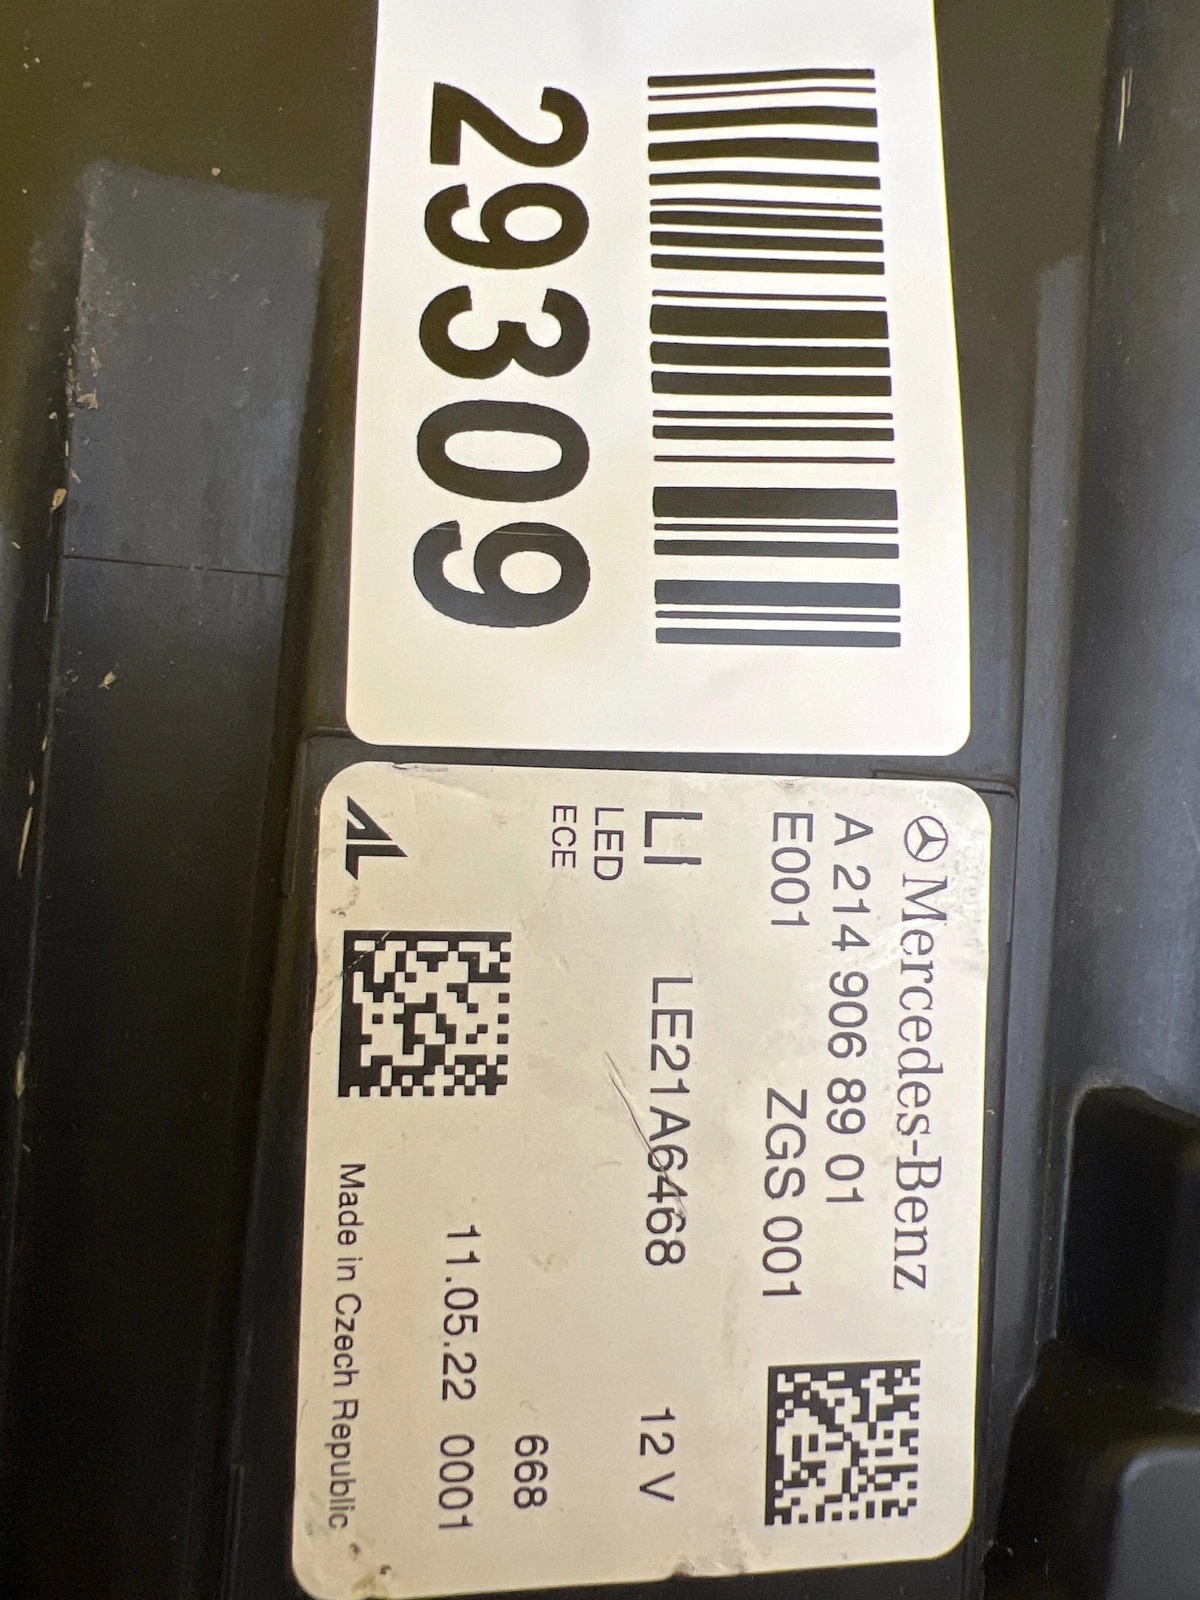 29309
Mercedes-Benz
A 214 906 89 01
E001 ZGS 001
LI LE21A6468 12 V
LED
ECE 668
11.05.22 0001
AL Made in Czech Republic